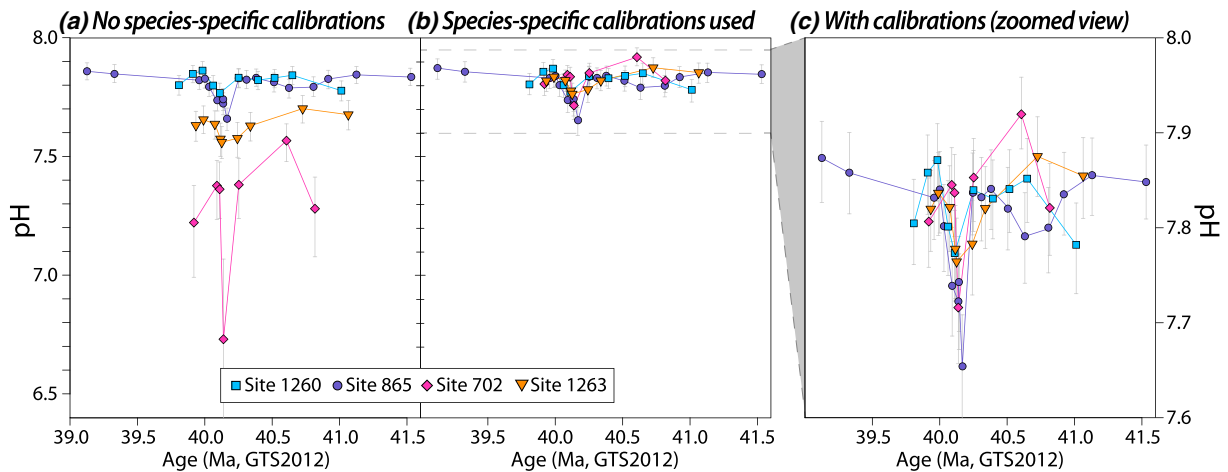 (a) No species-specific calibrations
(b) Species-specific calibrations used
(c) With calibrations (zoomed view)
pH
8.0
7.5
7.0
6.5
39.0 39.5 40.0 40.5 41.0 41.5
Age (Ma, GTS2012)
39.5 40.0 40.5 41.0 41.5
Age (Ma, GTS2012)
Site 1260 Site 865 Site 702 Site 1263
39.5 40.0 40.5 41.0 41.5
Age (Ma, GTS2012)
8.0
7.9
7.8
7.7
7.6
pH